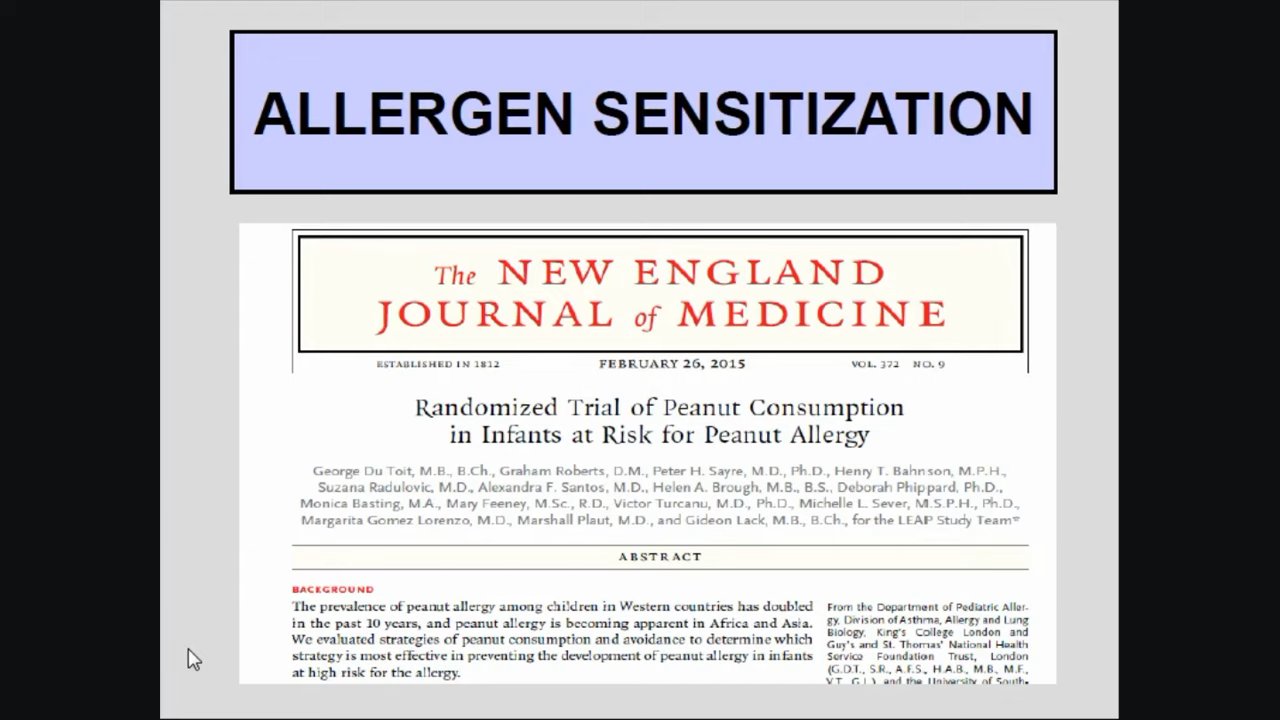 ALLERGEN SENSITIZATION
The NEW ENGLAND
JOURNAL of MEDICINE
ESTABLISHED IN 1812 FEBRUARY 26, 2015 VOL. 372 NO. 9
Randomized Trial of Peanut Consumption
in Infants at Risk for Peanut Allergy
George Du Toit, M.B., B.Ch., Graham Roberts, D.M., Peter H. Sayre, M.D., Ph.D., Henry T. Bahnson, M.P.H.,
Suzana Radulovic, M.D., Alexandra F. Santos, M.D., Helen A. Brough, M.B., B.S., Deborah Phippard, Ph.D.,
Monica Basting, M.A., Mary Feeney, M.Sc., R.D., Victor Turcanu, M.D., Ph.D., Michelle L. Sever, M.S.P.H., Ph.D.,
Margarita Gomez Lorenzo, M.D., Marshall Plaut, M.D., and Gideon Lack, M.B., B.Ch., for the LEAP Study Team*
ABSTRACT
BACKGROUND
The prevalence of peanut allergy among children in Western countries has doubled
in the past 10 years, and peanut allergy is becoming apparent in Africa and Asia.
We evaluated strategies of peanut consumption and avoidance to determine which
strategy is most effective in preventing the development of peanut allergy in infants
at high risk for the allergy.
From the Department of Pediatric Aller-
gy, Division of Asthma, Allergy and Lung
Biology, King's College London and
Guy's and St. Thomas' National Health
Service Foundation Trust, London
(G.D.T., S.R., A.F.S., H.A.B., M.B., M.F.,
V.T., G.L.), and the University of South-